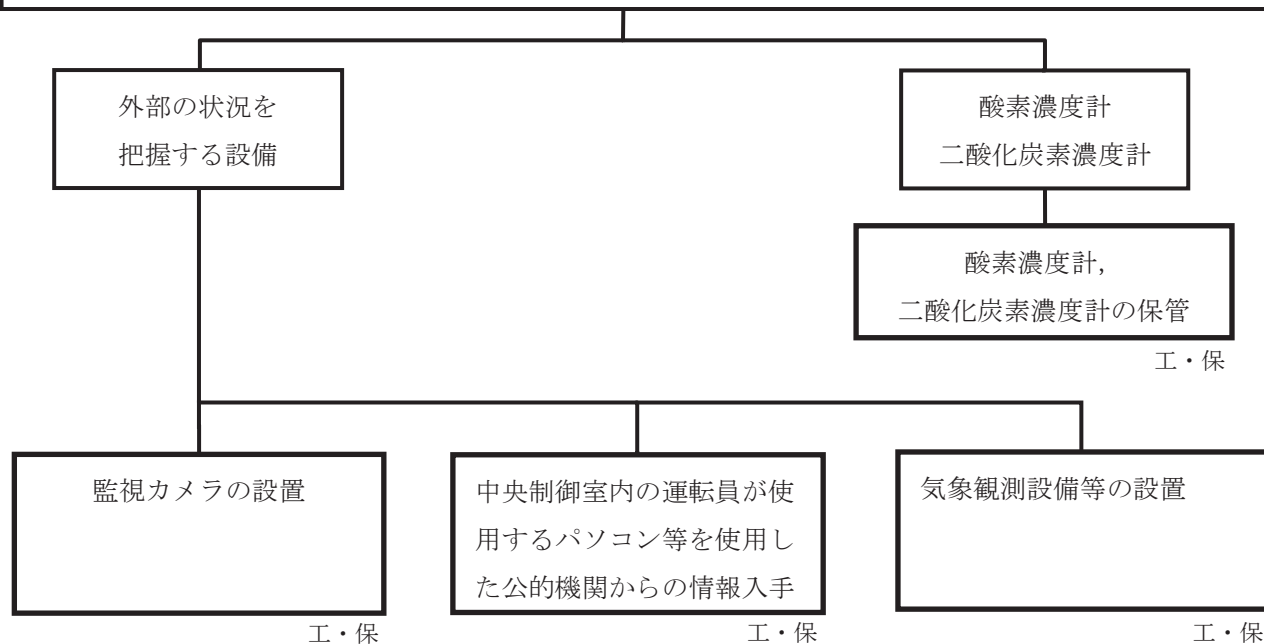 外部の状況を
把握する設備
酸素濃度計
二酸化炭素濃度計
酸素濃度計，
二酸化炭素濃度計の保管
工・保
監視カメラの設置
工・保
中央制御室内の運転員が使
用するパソコン等を使用し
た公的機関からの情報入手
工・保
気象観測設備等の設置
工・保